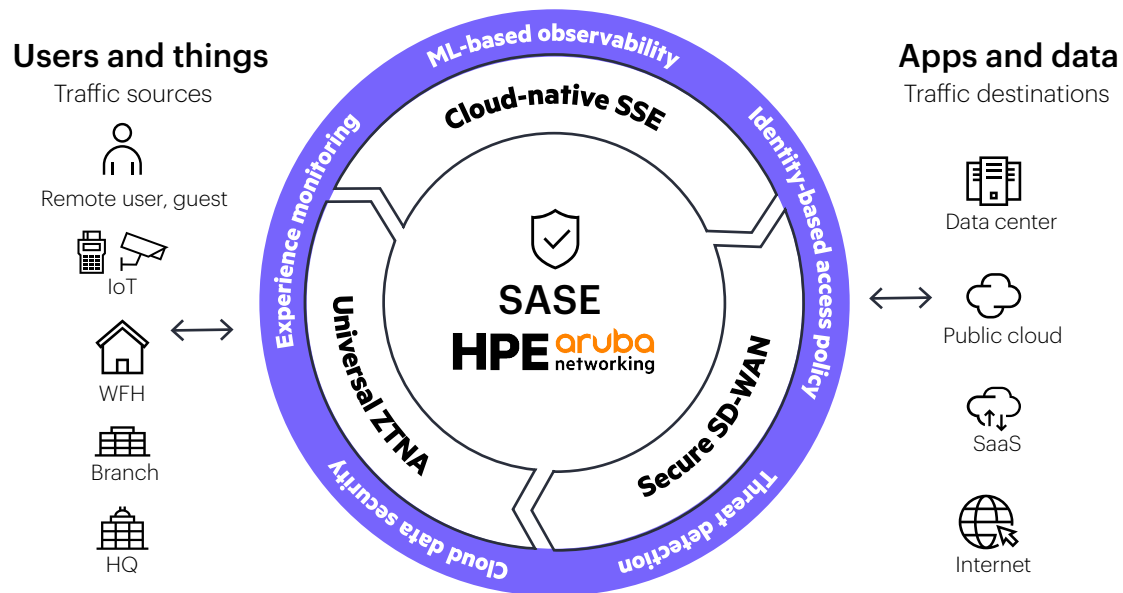 Users and things
Traffic sources
Remote user, guest
IoT
WFH
Branch
HQ
ML-based observability
Identity-based access policy
Threat detection
Cloud data security
Experience monitoring
Cloud-native SSE
Secure SD-WAN
Universal ZTNA
SASE
HPE aruba
networking
Apps and data
Traffic destinations
Data center
Public cloud
SaaS
Internet